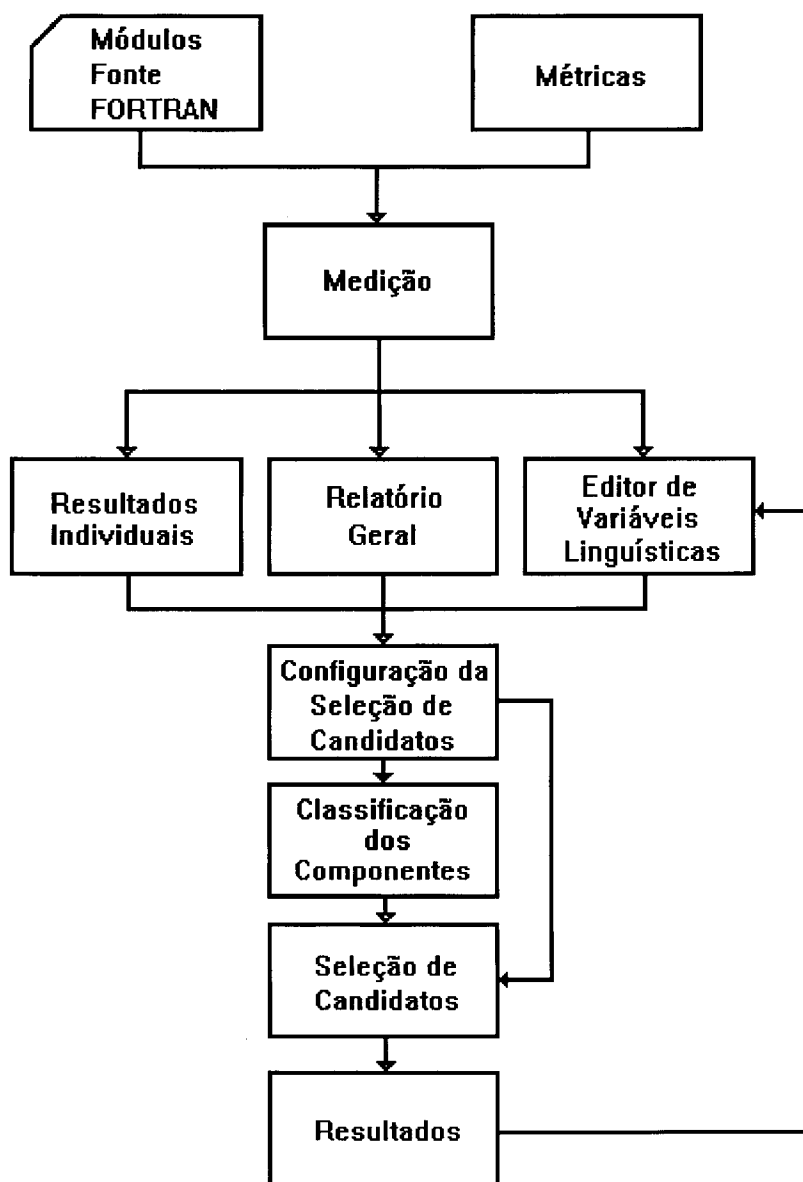 Módulos
Fonte
FORTRAN
Métricas
Medição
Resultados
Individuais
Relatório
Geral
Editor de
Variáveis
Linguísticas
Configuração da
Seleção de
Candidatos
Classificação
dos
Componentes
Seleção de
Candidatos
Resultados